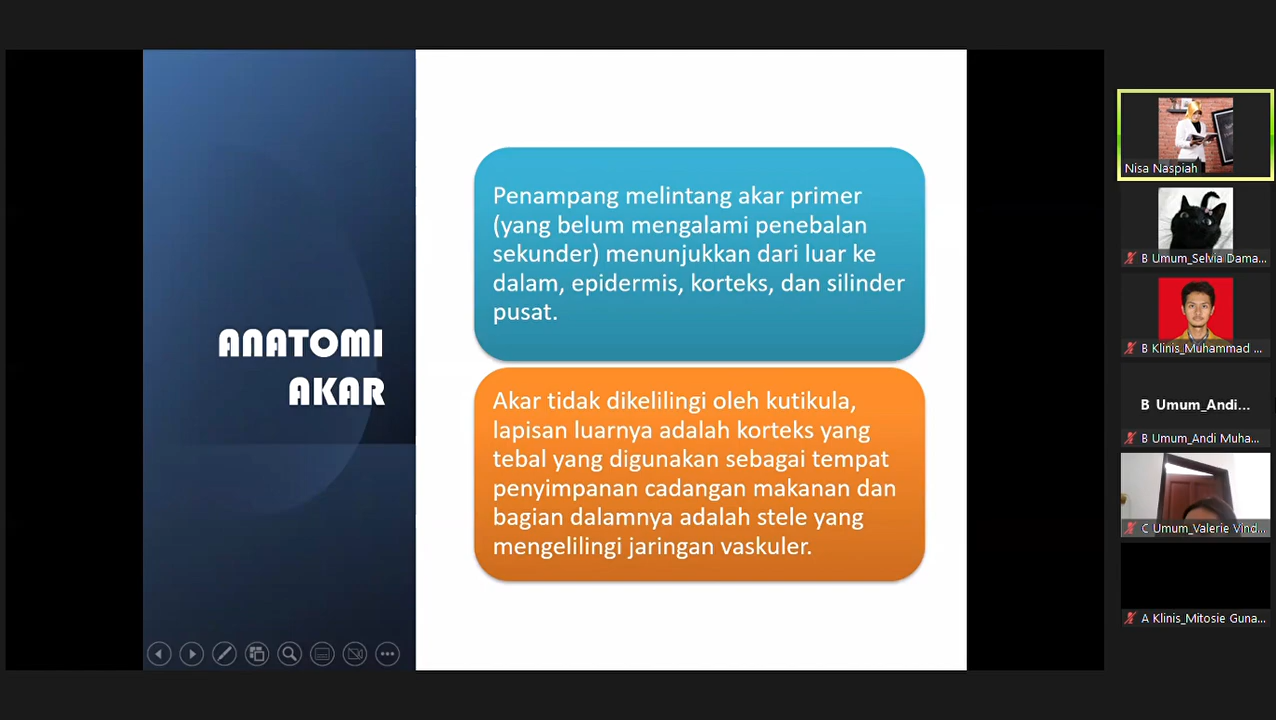 ANATOMI
AKAR
Penampang melintang akar primer
(yang belum mengalami penebalan
sekunder) menunjukkan dari luar ke
dalam, epidermis, korteks, dan silinder
pusat.
Akar tidak dikelilingi oleh kutikula,
lapisan luarnya adalah korteks yang
tebal yang digunakan sebagai tempat
penyimpanan cadangan makanan dan
bagian dalamnya adalah stele yang
mengelilingi jaringan vaskuler.
Nisa Naspiah
B Umum_Selvia Dama...
B Klinis_Muhammad ...
B Umum_Andi...
B Umum_Andi Muha...
C Umum_Valerie Vind...
A Klinis_Mitosie Guna...